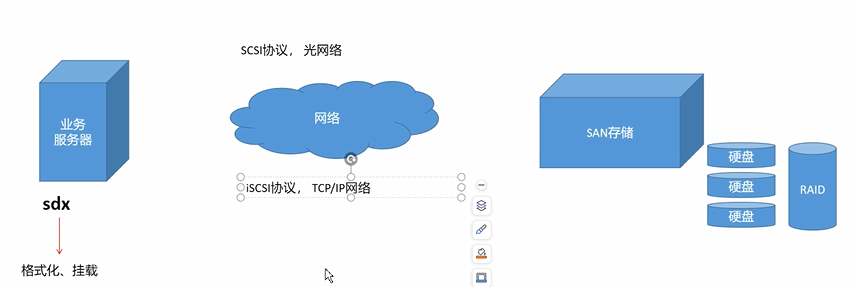 SCSI协议， 光网络
业务
服务器
网络
SAN存储
iSCSI协议， TCP/IP网络
硬盘
硬盘
硬盘
RAID
sdx
格式化、挂载